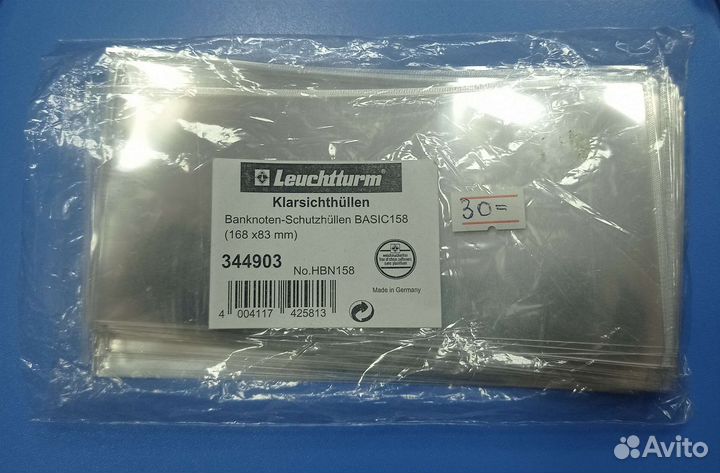 Leuchtturm
Klarsichthüllen
Banknoten-Schutzhüllen BASIC158
(168 x83 mm)
344903 No.HBN158
Made in Germany
4 004117 425813
30=
Avito